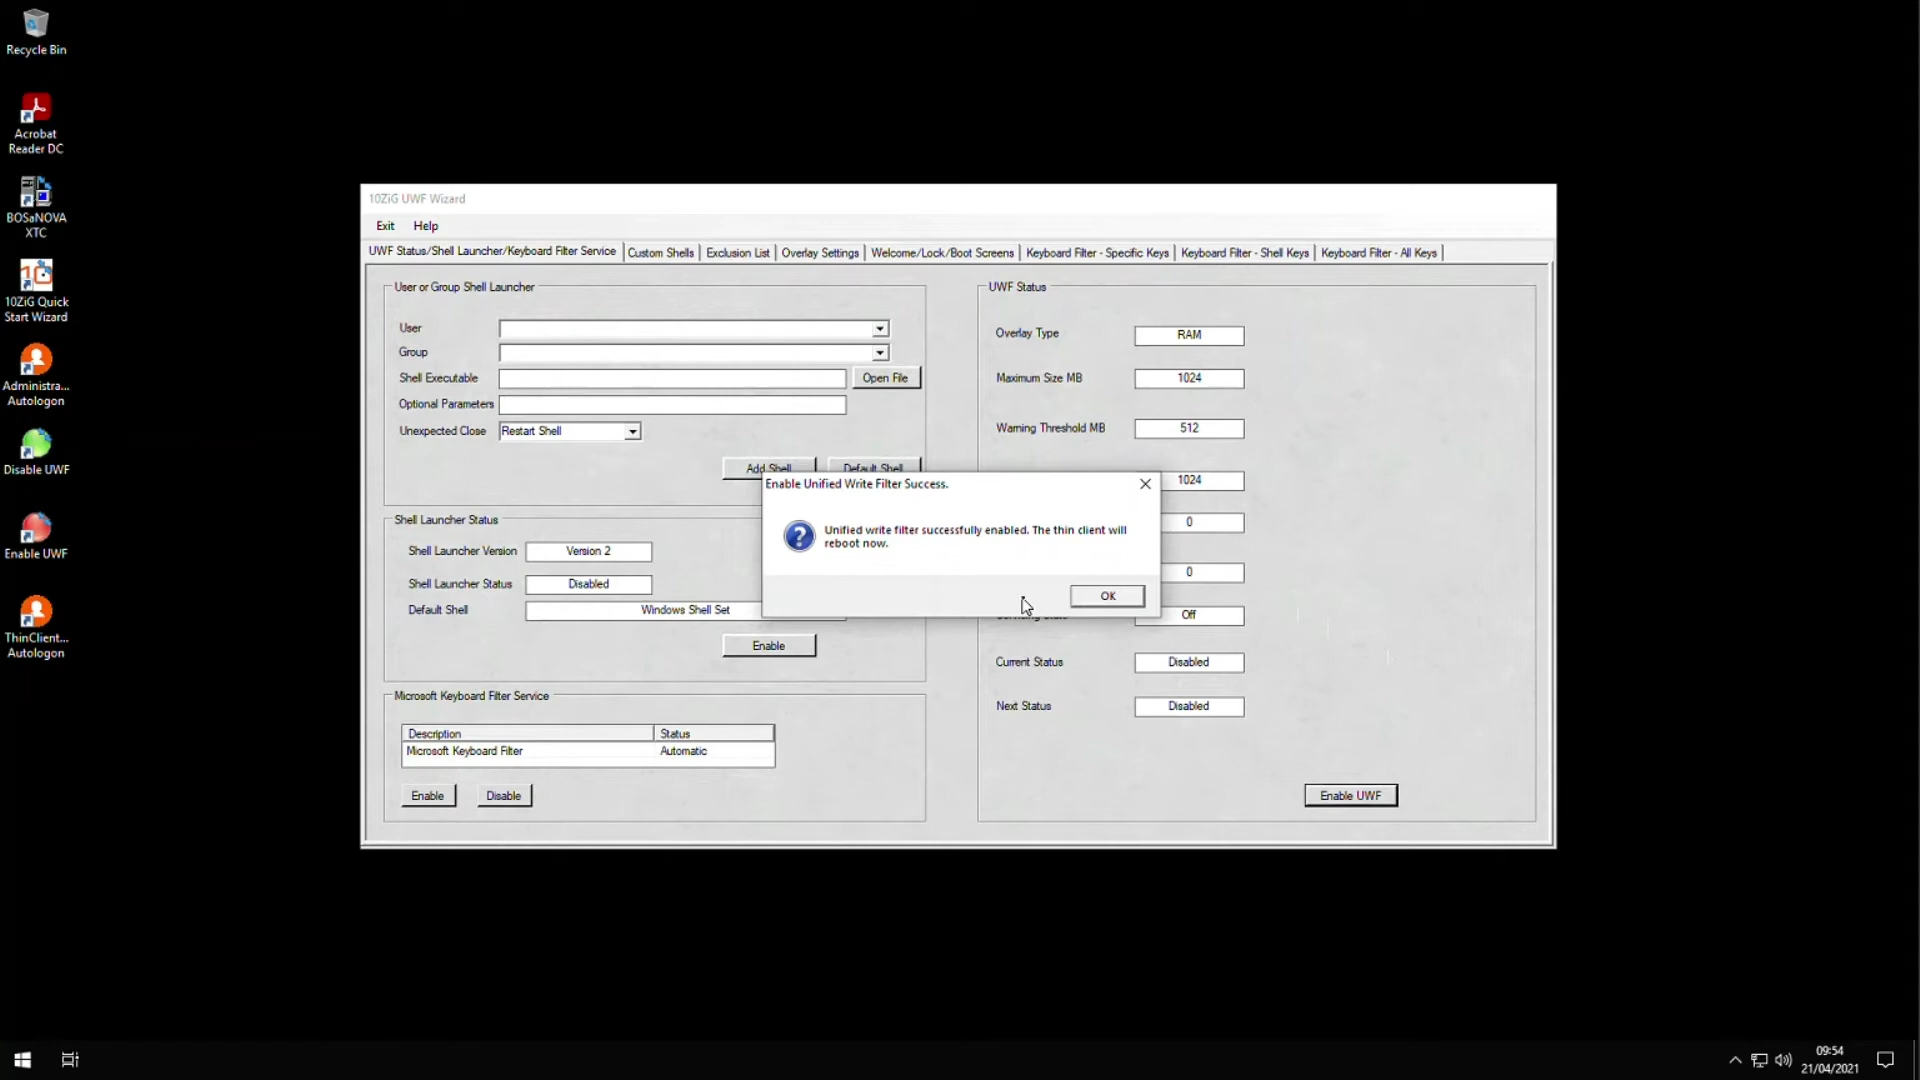 Recycle Bin
Acrobat
Reader DC
BOSaNOVA
XTC
10ZiG Quick
Start Wizard
Administra...
Autologon
Disable UWF
Enable UWF
ThinClient...
Autologon
10ZiG UWF Wizard
Exit Help
UWF Status/Shell Launcher/Keyboard Filter Service Custom Shells Exclusion List Overlay Settings Welcome/Lock/Boot Screens Keyboard Filter - Specific Keys Keyboard Filter - Shell Keys Keyboard Filter - All Keys
User or Group Shell Launcher
User
Group
Shell Executable Open File
Optional Parameters
Unexpected Close Restart Shell
Add Shell Default Shell
Shell Launcher Status
Shell Launcher Version Version 2
Shell Launcher Status Disabled
Default Shell Windows Shell Set
Enable
Microsoft Keyboard Filter Service
Description Status
Microsoft Keyboard Filter Automatic
Enable Disable
UWF Status
Overlay Type RAM
Maximum Size MB 1024
Warning Threshold MB 512
1024
0
0
Off
Current Status Disabled
Next Status Disabled
Enable UWF
Enable Unified Write Filter Success.
Unified write filter successfully enabled. The thin client will
reboot now.
OK
09:54
21/04/2021